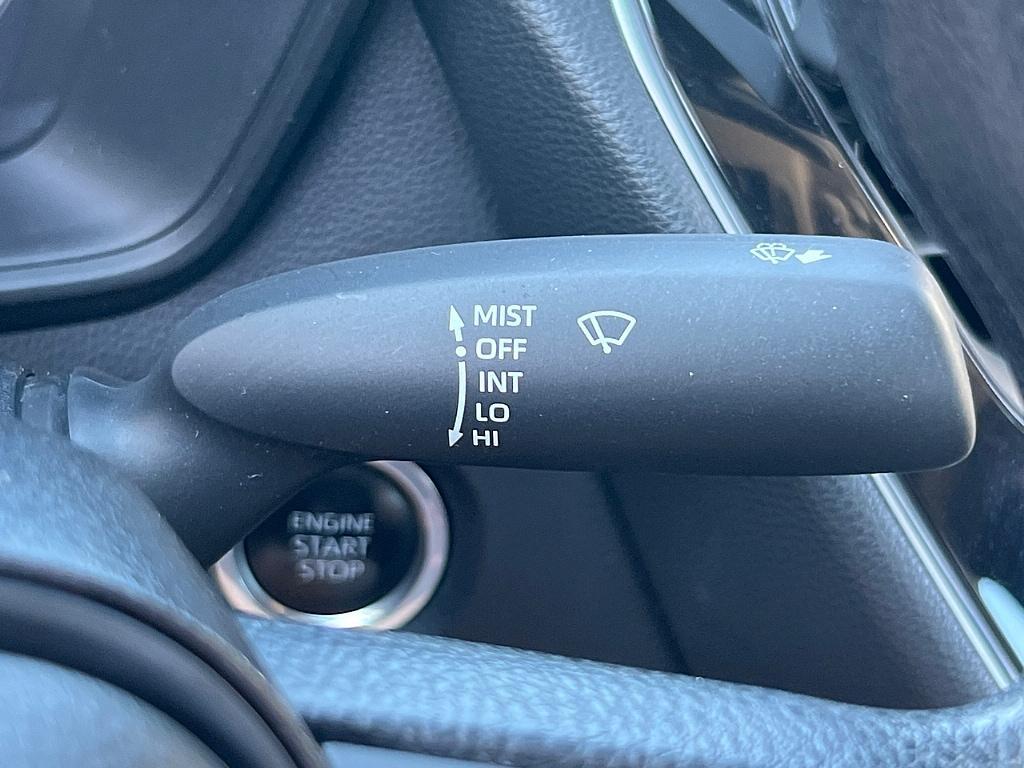 MIST
OFF
INT
LO
HI
ENGINE
START
STOP